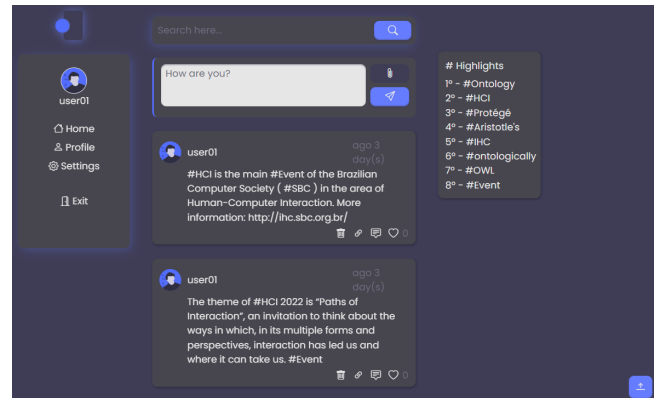 Search here...
user01
Home
Profile
Settings
Exit
How are you?
user01
ago 3
day(s)
#HCI is the main #Event of the Brazilian
Computer Society ( #SBC ) in the area of
Human-Computer Interaction. More
information: http://ihc.sbc.org.br/
0
user01
ago 3
day(s)
The theme of #HCI 2022 is “Paths of
Interaction”, an invitation to think about the
ways in which, in its multiple forms and
perspectives, interaction has led us and
where it can take us. #Event
0
# Highlights
1º - #Ontology
2º - #HCI
3º - #Protégé
4º - #Aristotle's
5º - #IHC
6º - #ontologically
7º - #OWL
8º - #Event